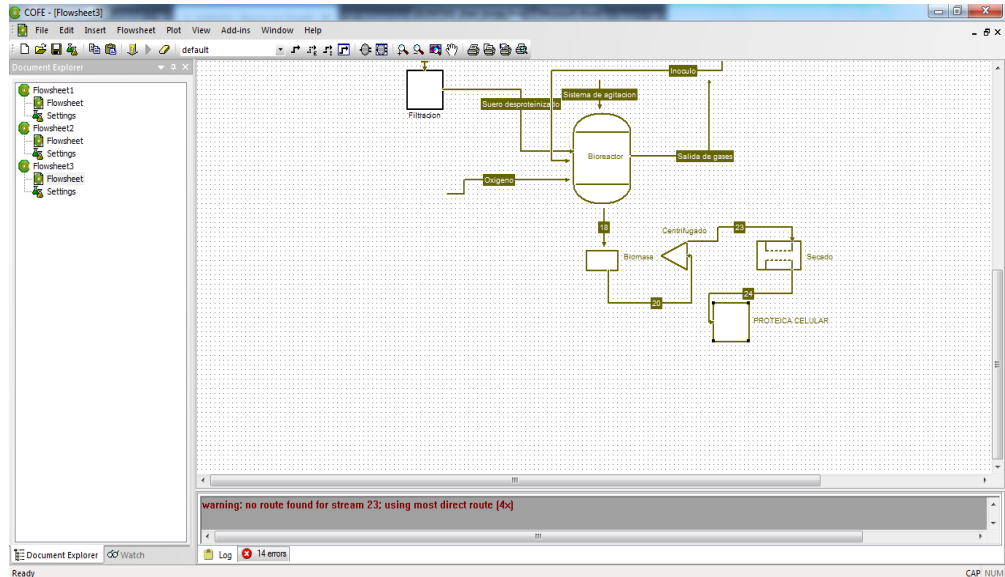 COFE - [Flowsheet3]
File Edit Insert Flowsheet Plot View Add-ins Window Help
default
Document Explorer
Flowsheet1
Flowsheet
Settings
Flowsheet2
Flowsheet
Settings
Flowsheet3
Flowsheet
Settings
Inoculo
Sistema de agitacion
Suero desproteinizado
Filtracion
Bioreactor
Salida de gases
Oxigeno
18
Centrifugado
23
Biomasa
Secado
20
24
PROTEICA CELULAR
warning: no route found for stream 23; using most direct route (4x)
Document Explorer
Watch
Log
14 errors
Ready
CAP NUM